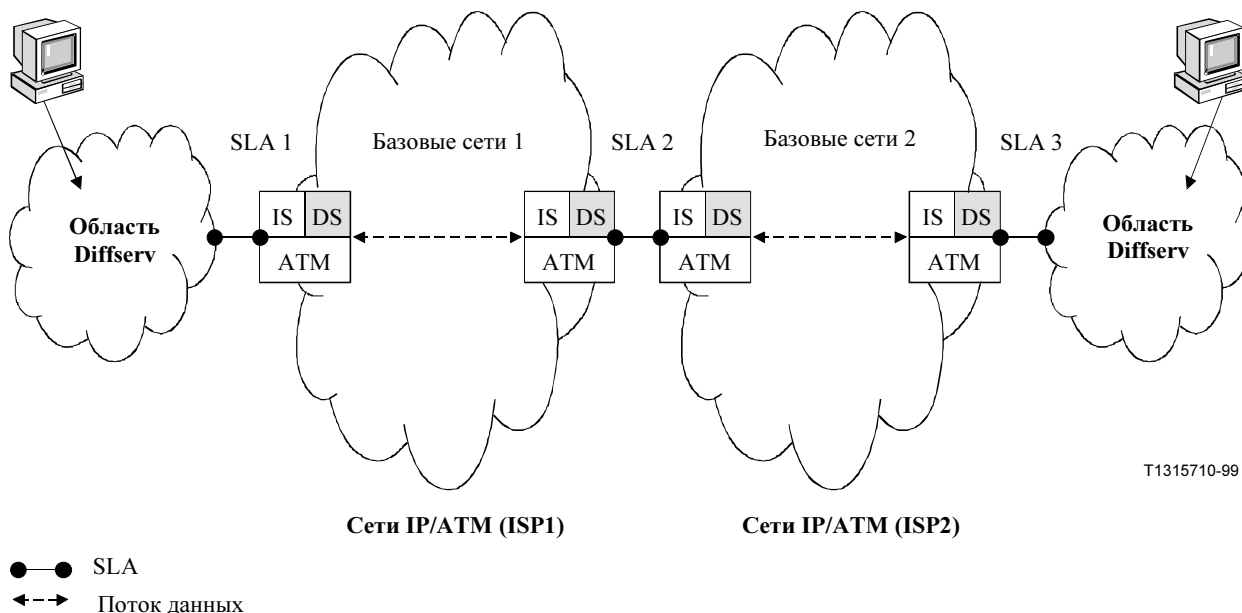 SLA 1
Базовые сети 1
SLA 2
Базовые сети 2
SLA 3
Область
Diffserv
IS DS
ATM
IS DS
ATM
IS DS
ATM
IS DS
ATM
Область
Diffserv
T1315710-99
Сети IP/ATM (ISP1)
Сети IP/ATM (ISP2)
SLA
Поток данных